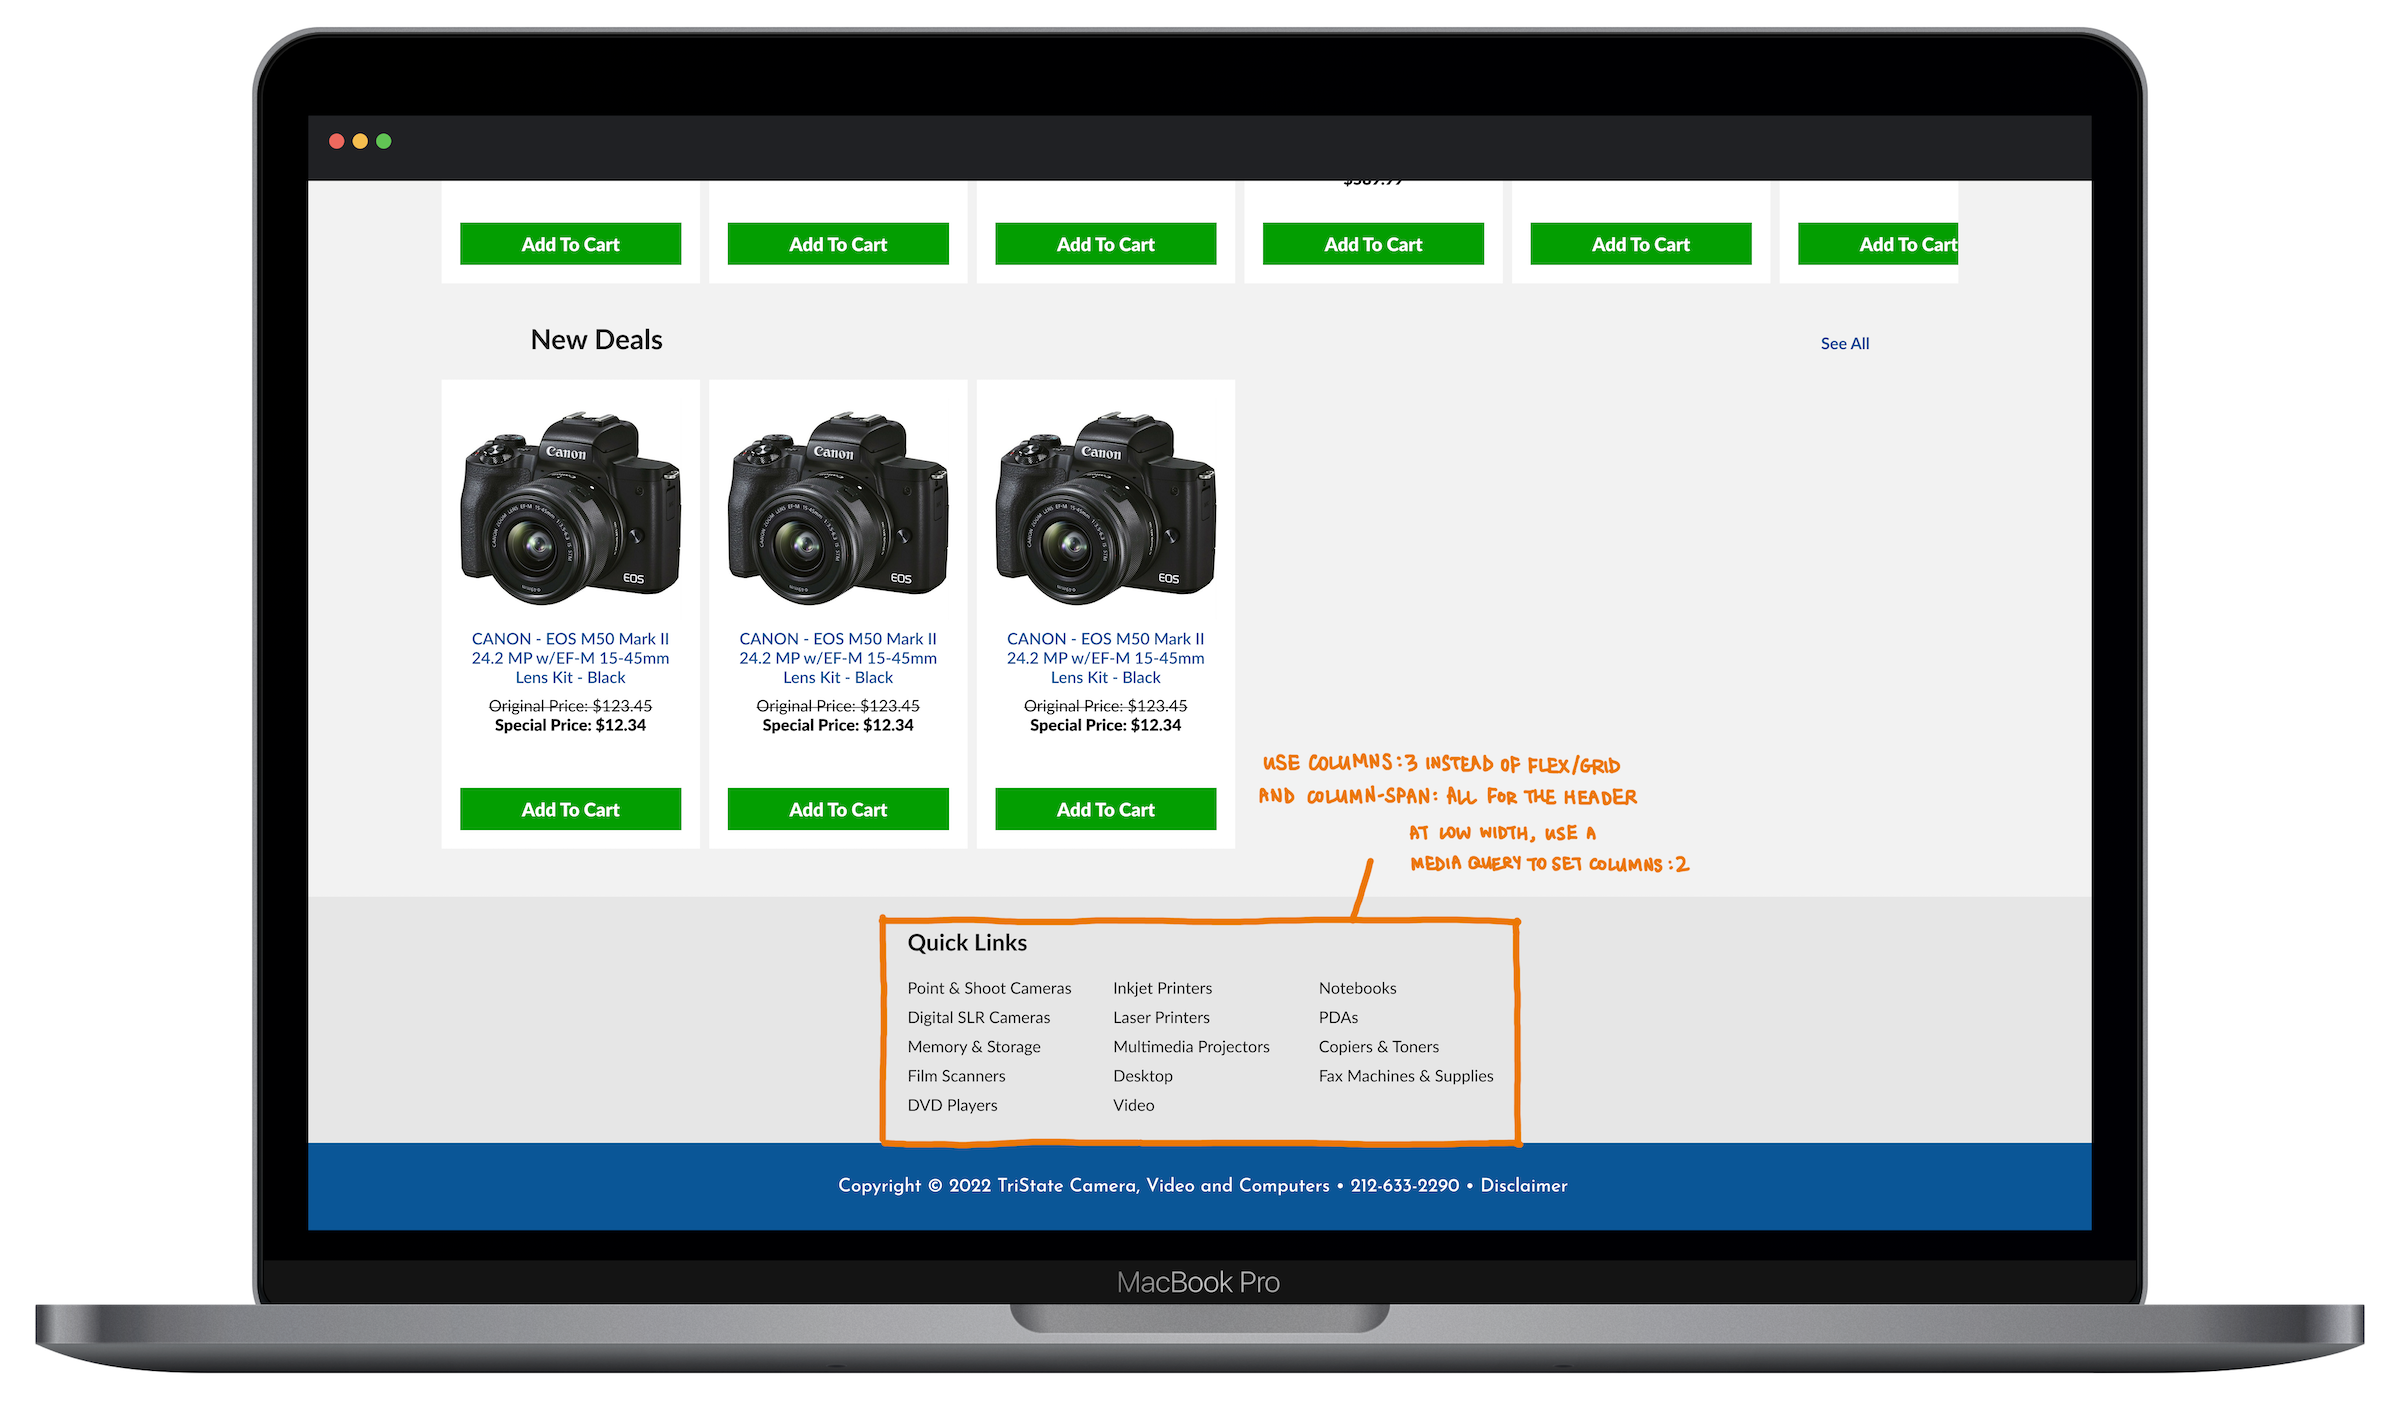 Add To Cart Add To Cart Add To Cart Add To Cart Add To Cart Add To Cart
New Deals See All
Canon Canon Canon
EOS EOS EOS
CANON - EOS M50 Mark II CANON - EOS M50 Mark II CANON - EOS M50 Mark II
24.2 MP w/EF-M 15-45mm 24.2 MP w/EF-M 15-45mm 24.2 MP w/EF-M 15-45mm
Lens Kit - Black Lens Kit - Black Lens Kit - Black
Original Price: $123.45 Original Price: $123.45 Original Price: $123.45
Special Price: $12.34 Special Price: $12.34 Special Price: $12.34
Add To Cart Add To Cart Add To Cart
USE COLUMNS:3 INSTEAD OF FLEX/GRID
AND COLUMN-SPAN: ALL FOR THE HEADER
AT LOW WIDTH, USE A
MEDIA QUERY TO SET COLUMNS:2
Quick Links
Point & Shoot Cameras Inkjet Printers Notebooks
Digital SLR Cameras Laser Printers PDAs
Memory & Storage Multimedia Projectors Copiers & Toners
Film Scanners Desktop Fax Machines & Supplies
DVD Players Video
Copyright © 2022 TriState Camera, Video and Computers • 212-633-2290 • Disclaimer
MacBook Pro